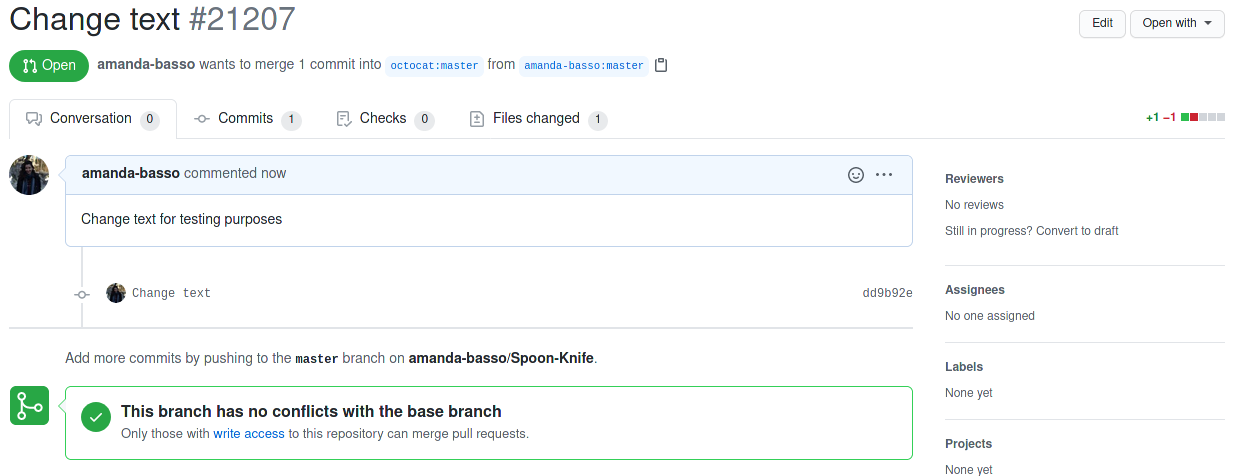 Change text #21207
Edit
Open with
Open
amanda-basso wants to merge 1 commit into octocat:master from amanda-basso:master
Conversation 0
Commits 1
Checks 0
Files changed 1
+1 −1
amanda-basso commented now
Change text for testing purposes
Change text
dd9b92e
Add more commits by pushing to the master branch on amanda-basso/Spoon-Knife.
This branch has no conflicts with the base branch
Only those with write access to this repository can merge pull requests.
Reviewers
No reviews
Still in progress? Convert to draft
Assignees
No one assigned
Labels
None yet
Projects
None yet